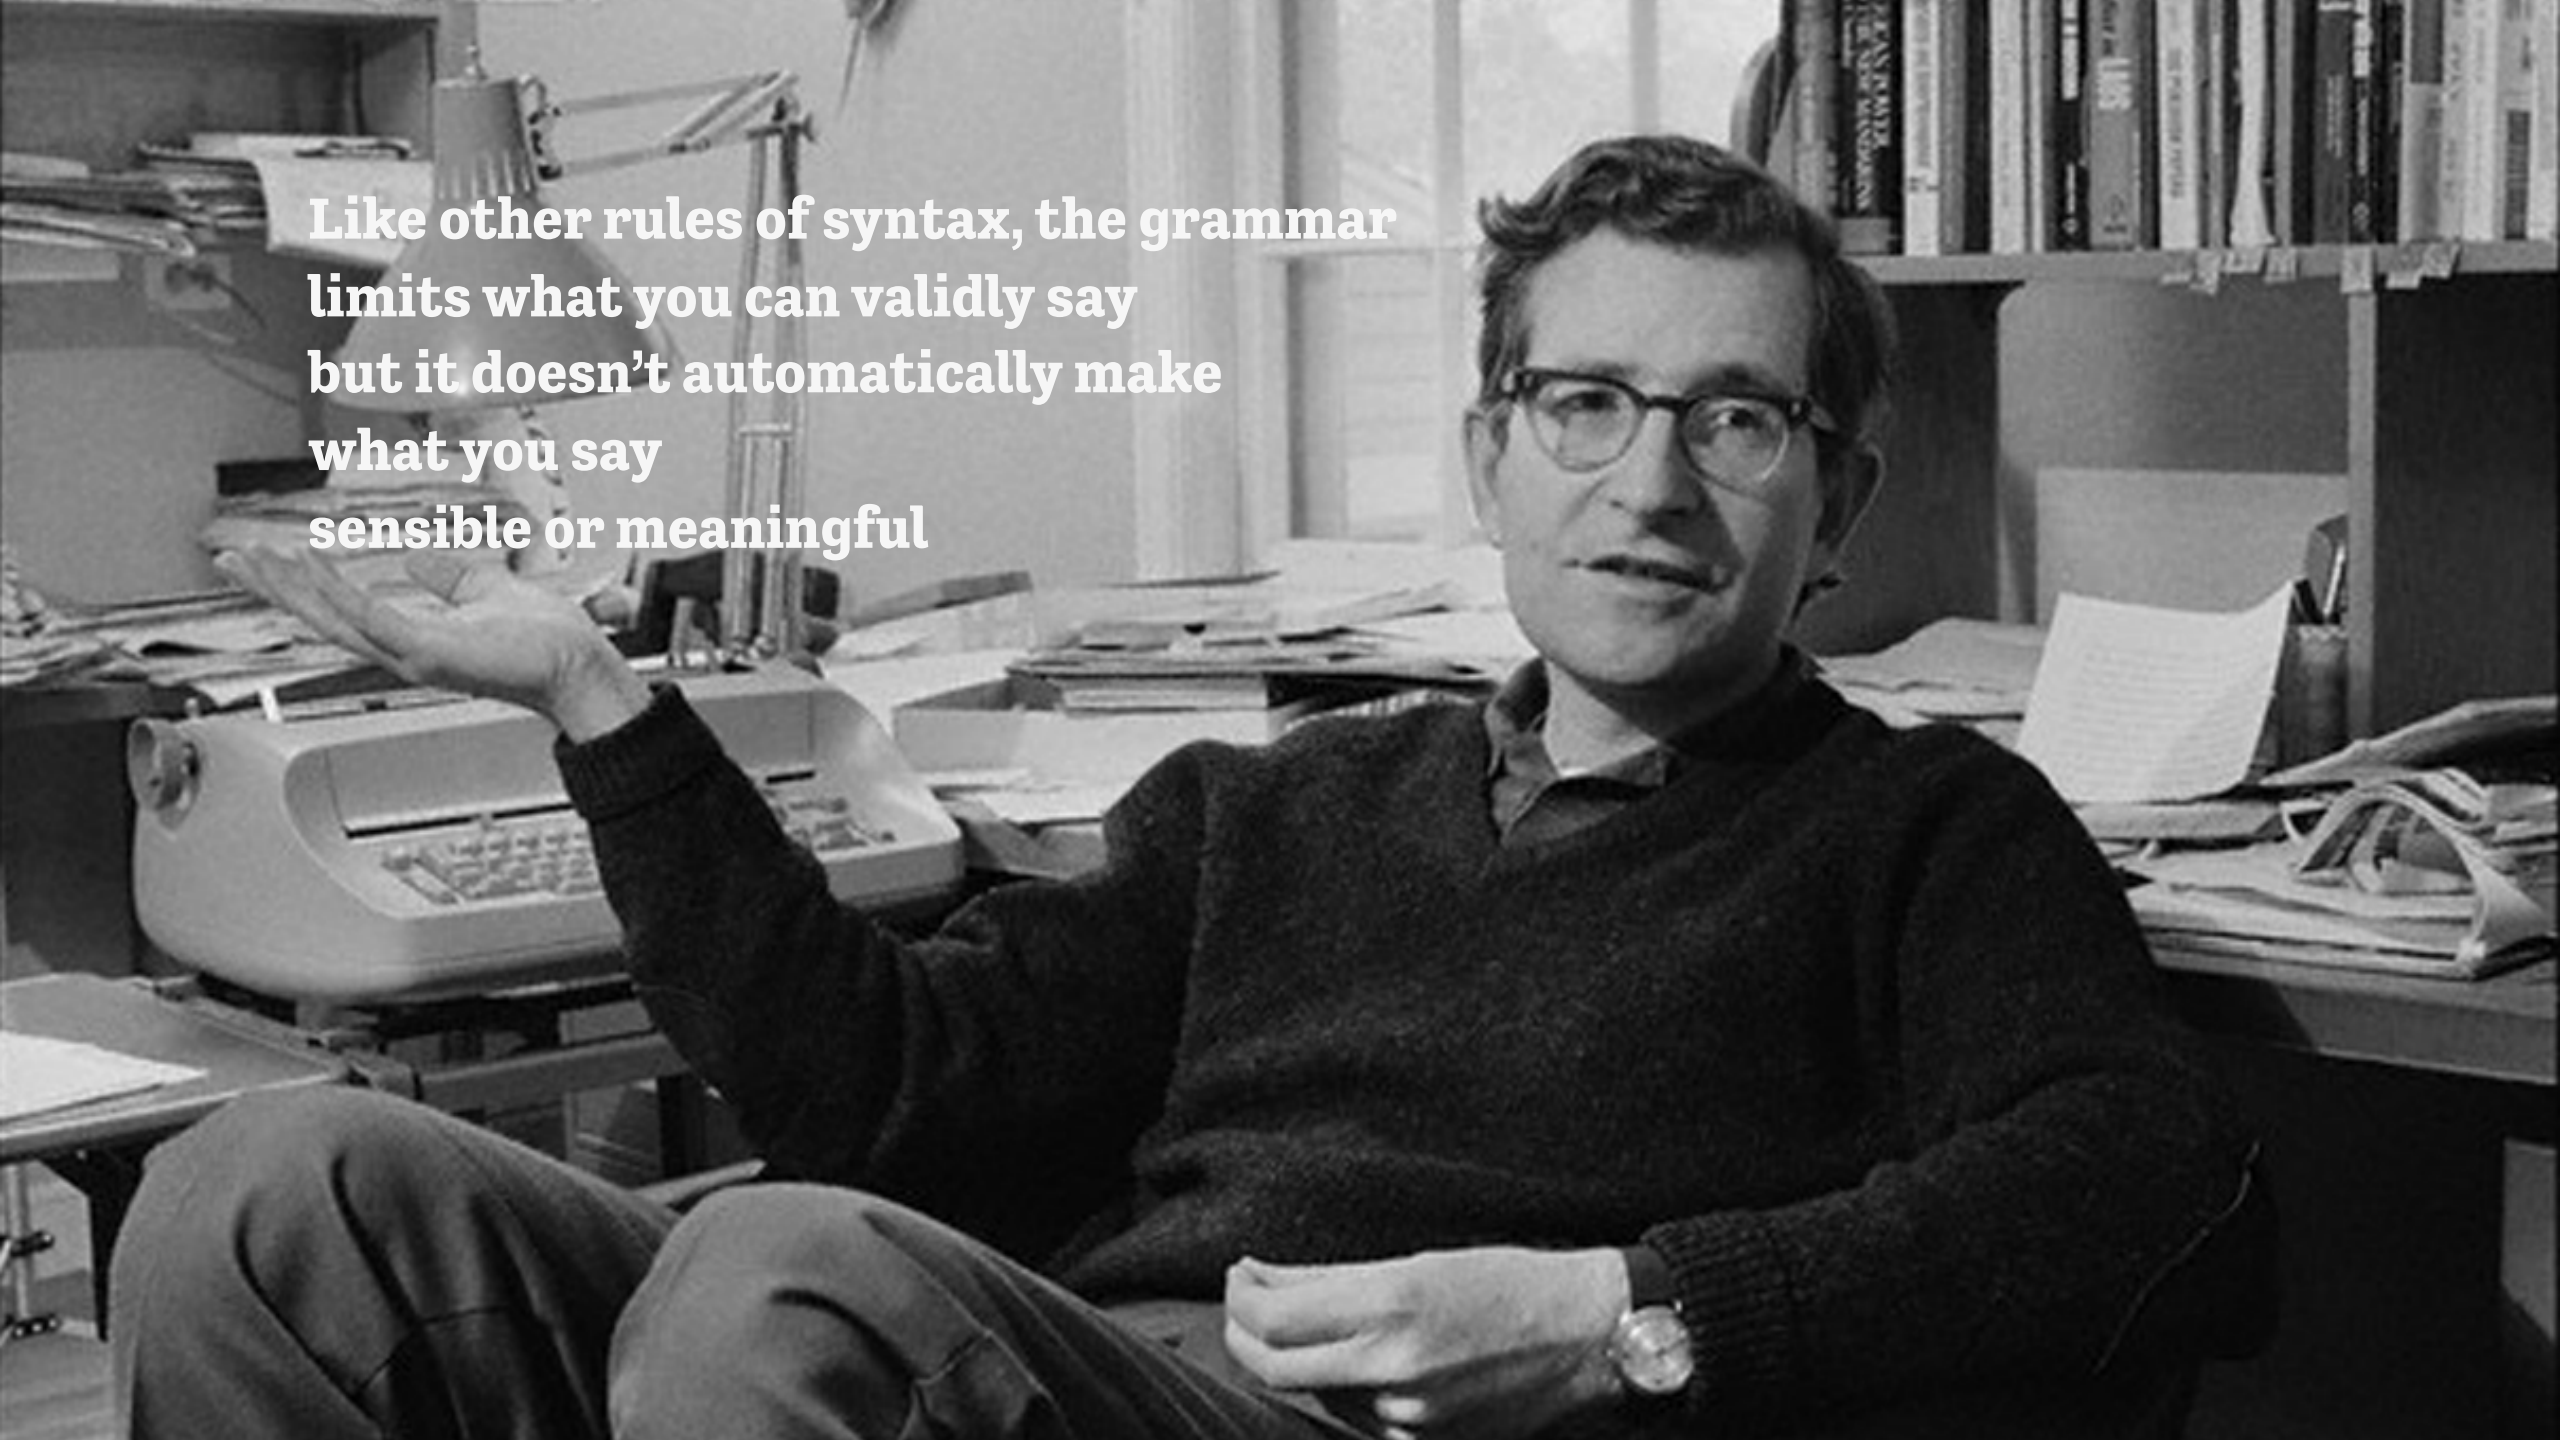 Like other rules of syntax, the grammar
limits what you can validly say
but it doesn’t automatically make
what you say
sensible or meaningful